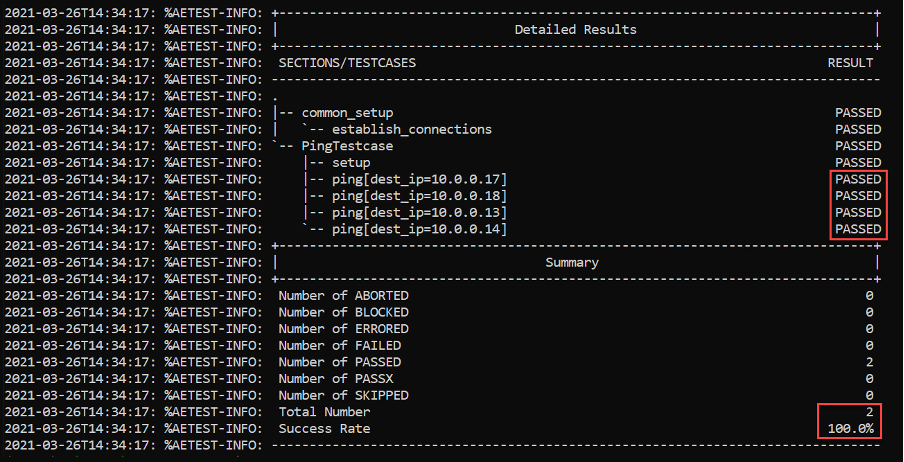 2021-03-26T14:34:17: %AETEST-INFO: +------------------------------------------------------------------------------+
2021-03-26T14:34:17: %AETEST-INFO: |                               Detailed Results                               |
2021-03-26T14:34:17: %AETEST-INFO: +------------------------------------------------------------------------------+
2021-03-26T14:34:17: %AETEST-INFO:  SECTIONS/TESTCASES                                                      RESULT
2021-03-26T14:34:17: %AETEST-INFO: --------------------------------------------------------------------------------
2021-03-26T14:34:17: %AETEST-INFO: .
2021-03-26T14:34:17: %AETEST-INFO: |-- common_setup                                                          PASSED
2021-03-26T14:34:17: %AETEST-INFO: |   `-- establish_connections                                             PASSED
2021-03-26T14:34:17: %AETEST-INFO: `-- PingTestcase                                                          PASSED
2021-03-26T14:34:17: %AETEST-INFO:     |-- setup                                                             PASSED
2021-03-26T14:34:17: %AETEST-INFO:     |-- ping[dest_ip=10.0.0.17]                                           PASSED
2021-03-26T14:34:17: %AETEST-INFO:     |-- ping[dest_ip=10.0.0.18]                                           PASSED
2021-03-26T14:34:17: %AETEST-INFO:     |-- ping[dest_ip=10.0.0.13]                                           PASSED
2021-03-26T14:34:17: %AETEST-INFO:     `-- ping[dest_ip=10.0.0.14]                                           PASSED
2021-03-26T14:34:17: %AETEST-INFO: +------------------------------------------------------------------------------+
2021-03-26T14:34:17: %AETEST-INFO: |                                   Summary                                    |
2021-03-26T14:34:17: %AETEST-INFO: +------------------------------------------------------------------------------+
2021-03-26T14:34:17: %AETEST-INFO:  Number of ABORTED                                                            0
2021-03-26T14:34:17: %AETEST-INFO:  Number of BLOCKED                                                            0
2021-03-26T14:34:17: %AETEST-INFO:  Number of ERRORED                                                            0
2021-03-26T14:34:17: %AETEST-INFO:  Number of FAILED                                                             0
2021-03-26T14:34:17: %AETEST-INFO:  Number of PASSED                                                             2
2021-03-26T14:34:17: %AETEST-INFO:  Number of PASSX                                                              0
2021-03-26T14:34:17: %AETEST-INFO:  Number of SKIPPED                                                            0
2021-03-26T14:34:17: %AETEST-INFO:  Total Number                                                                 2
2021-03-26T14:34:17: %AETEST-INFO:  Success Rate                                                            100.0%
2021-03-26T14:34:17: %AETEST-INFO: --------------------------------------------------------------------------------